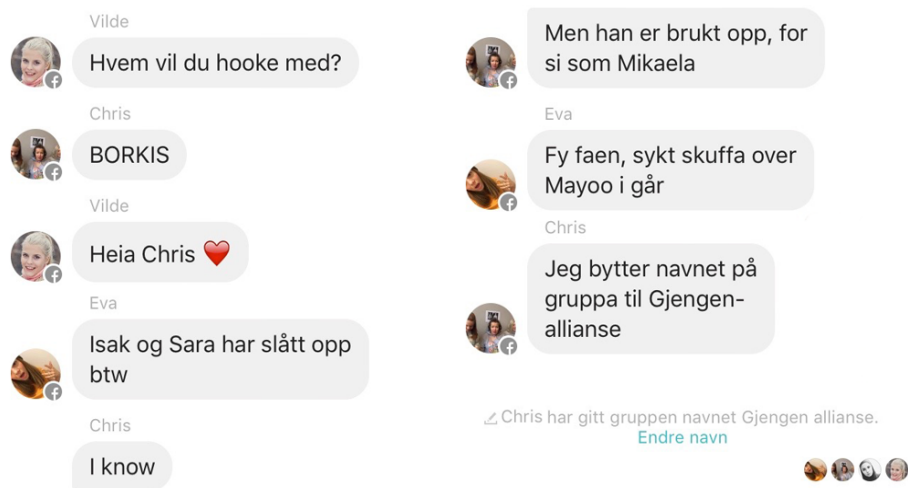 Vilde
Hvem vil du hooke med?
Chris
BORKIS
Vilde
Heia Chris ❤️
Eva
Isak og Sara har slått opp
btw
Chris
I know
Men han er brukt opp, for
si som Mikaela
Eva
Fy faen, sykt skuffa over
Mayoo i går
Chris
Jeg bytter navnet på
gruppa til Gjengen-
allianse
Chris har gitt gruppen navnet Gjengen allianse.
Endre navn